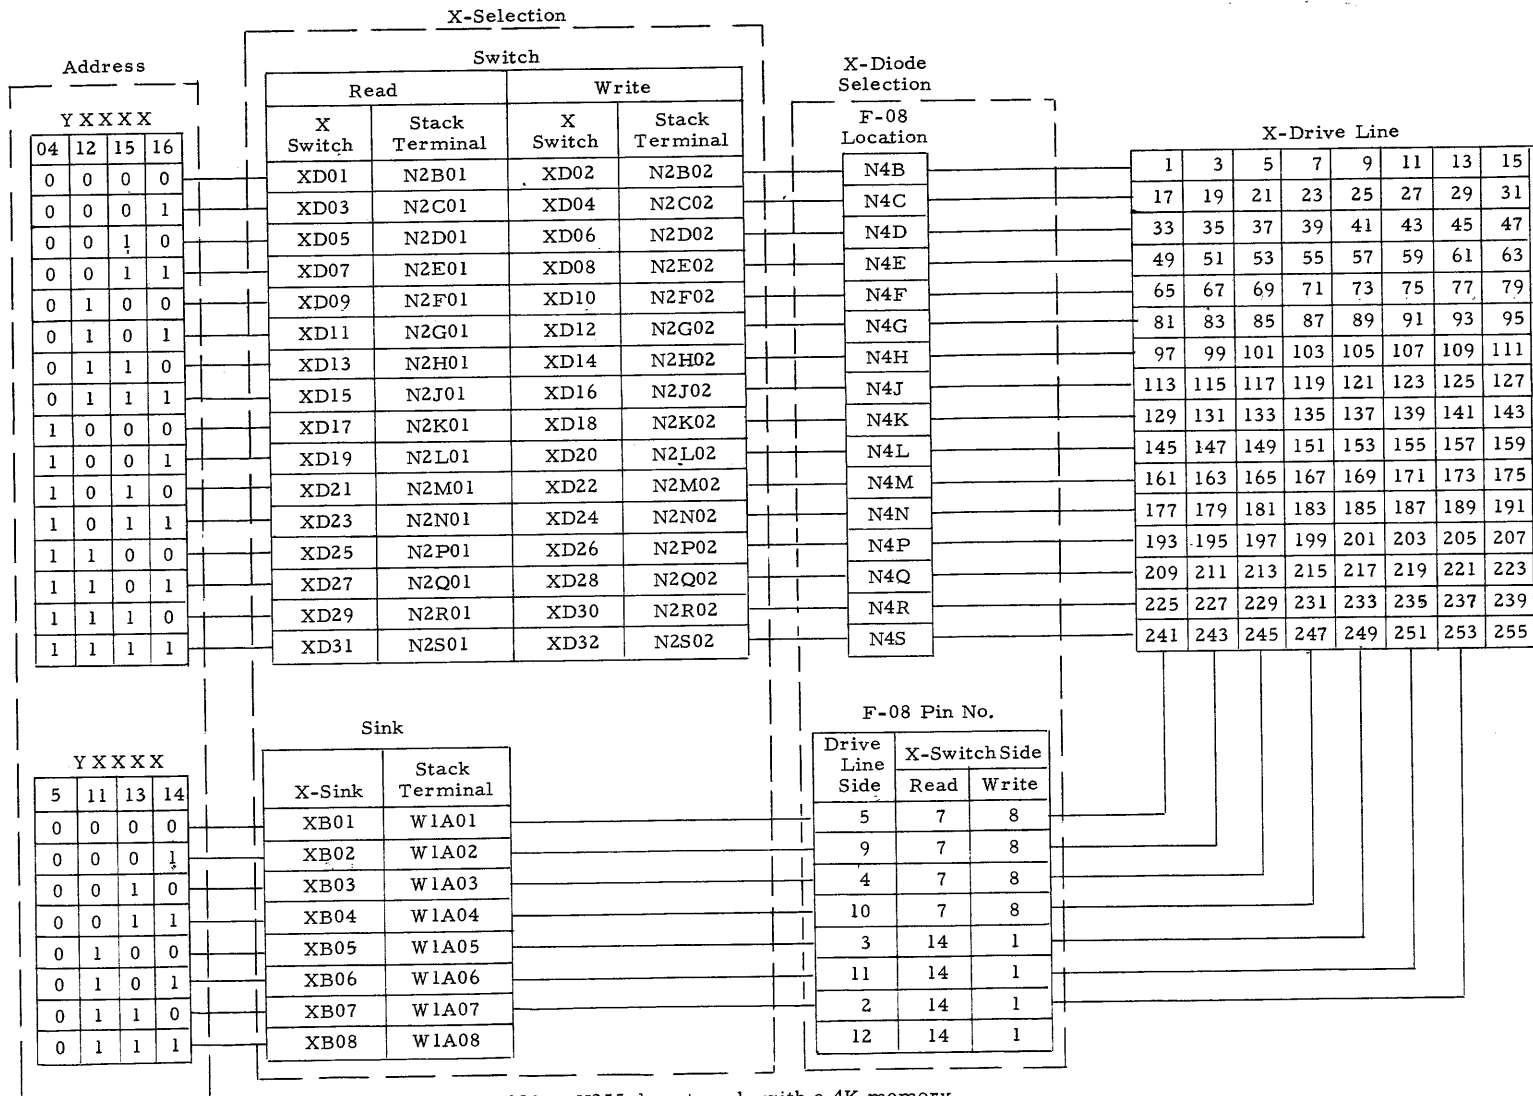 X-Selection
Address
Switch
X-Diode
Selection
Read Write
Y X X X X
X Switch Stack Terminal X Switch Stack Terminal
F-08
Location
X-Drive Line
04 12 15 16
0 0 0 0 XD01 N2B01 XD02 N2B02 N4B 1 3 5 7 9 11 13 15
0 0 0 1 XD03 N2C01 XD04 N2C02 N4C 17 19 21 23 25 27 29 31
0 0 1 0 XD05 N2D01 XD06 N2D02 N4D 33 35 37 39 41 43 45 47
0 0 1 1 XD07 N2E01 XD08 N2E02 N4E 49 51 53 55 57 59 61 63
0 1 0 0 XD09 N2F01 XD10 N2F02 N4F 65 67 69 71 73 75 77 79
0 1 0 1 XD11 N2G01 XD12 N2G02 N4G 81 83 85 87 89 91 93 95
0 1 1 0 XD13 N2H01 XD14 N2H02 N4H 97 99 101 103 105 107 109 111
0 1 1 1 XD15 N2J01 XD16 N2J02 N4J 113 115 117 119 121 123 125 127
1 0 0 0 XD17 N2K01 XD18 N2K02 N4K 129 131 133 135 137 139 141 143
1 0 0 1 XD19 N2L01 XD20 N2L02 N4L 145 147 149 151 153 155 157 159
1 0 1 0 XD21 N2M01 XD22 N2M02 N4M 161 163 165 167 169 171 173 175
1 0 1 1 XD23 N2N01 XD24 N2N02 N4N 177 179 181 183 185 187 189 191
1 1 0 0 XD25 N2P01 XD26 N2P02 N4P 193 195 197 199 201 203 205 207
1 1 0 1 XD27 N2Q01 XD28 N2Q02 N4Q 209 211 213 215 217 219 221 223
1 1 1 0 XD29 N2R01 XD30 N2R02 N4R 225 227 229 231 233 235 237 239
1 1 1 1 XD31 N2S01 XD32 N2S02 N4S 241 243 245 247 249 251 253 255
Sink
F-08 Pin No.
Y X X X X
X-Sink Stack Terminal
Drive Line Side X-Switch Side
Read Write
5 11 13 14
0 0 0 0 XB01 W1A01 5 7 8
0 0 0 1 XB02 W1A02 9 7 8
0 0 1 0 XB03 W1A03 4 7 8
0 0 1 1 XB04 W1A04 10 7 8
0 1 0 0 XB05 W1A05 3 14 1
0 1 0 1 XB06 W1A06 11 14 1
0 1 1 0 XB07 W1A07 2 14 1
0 1 1 1 XB08 W1A08 12 14 1
with a 4K memory